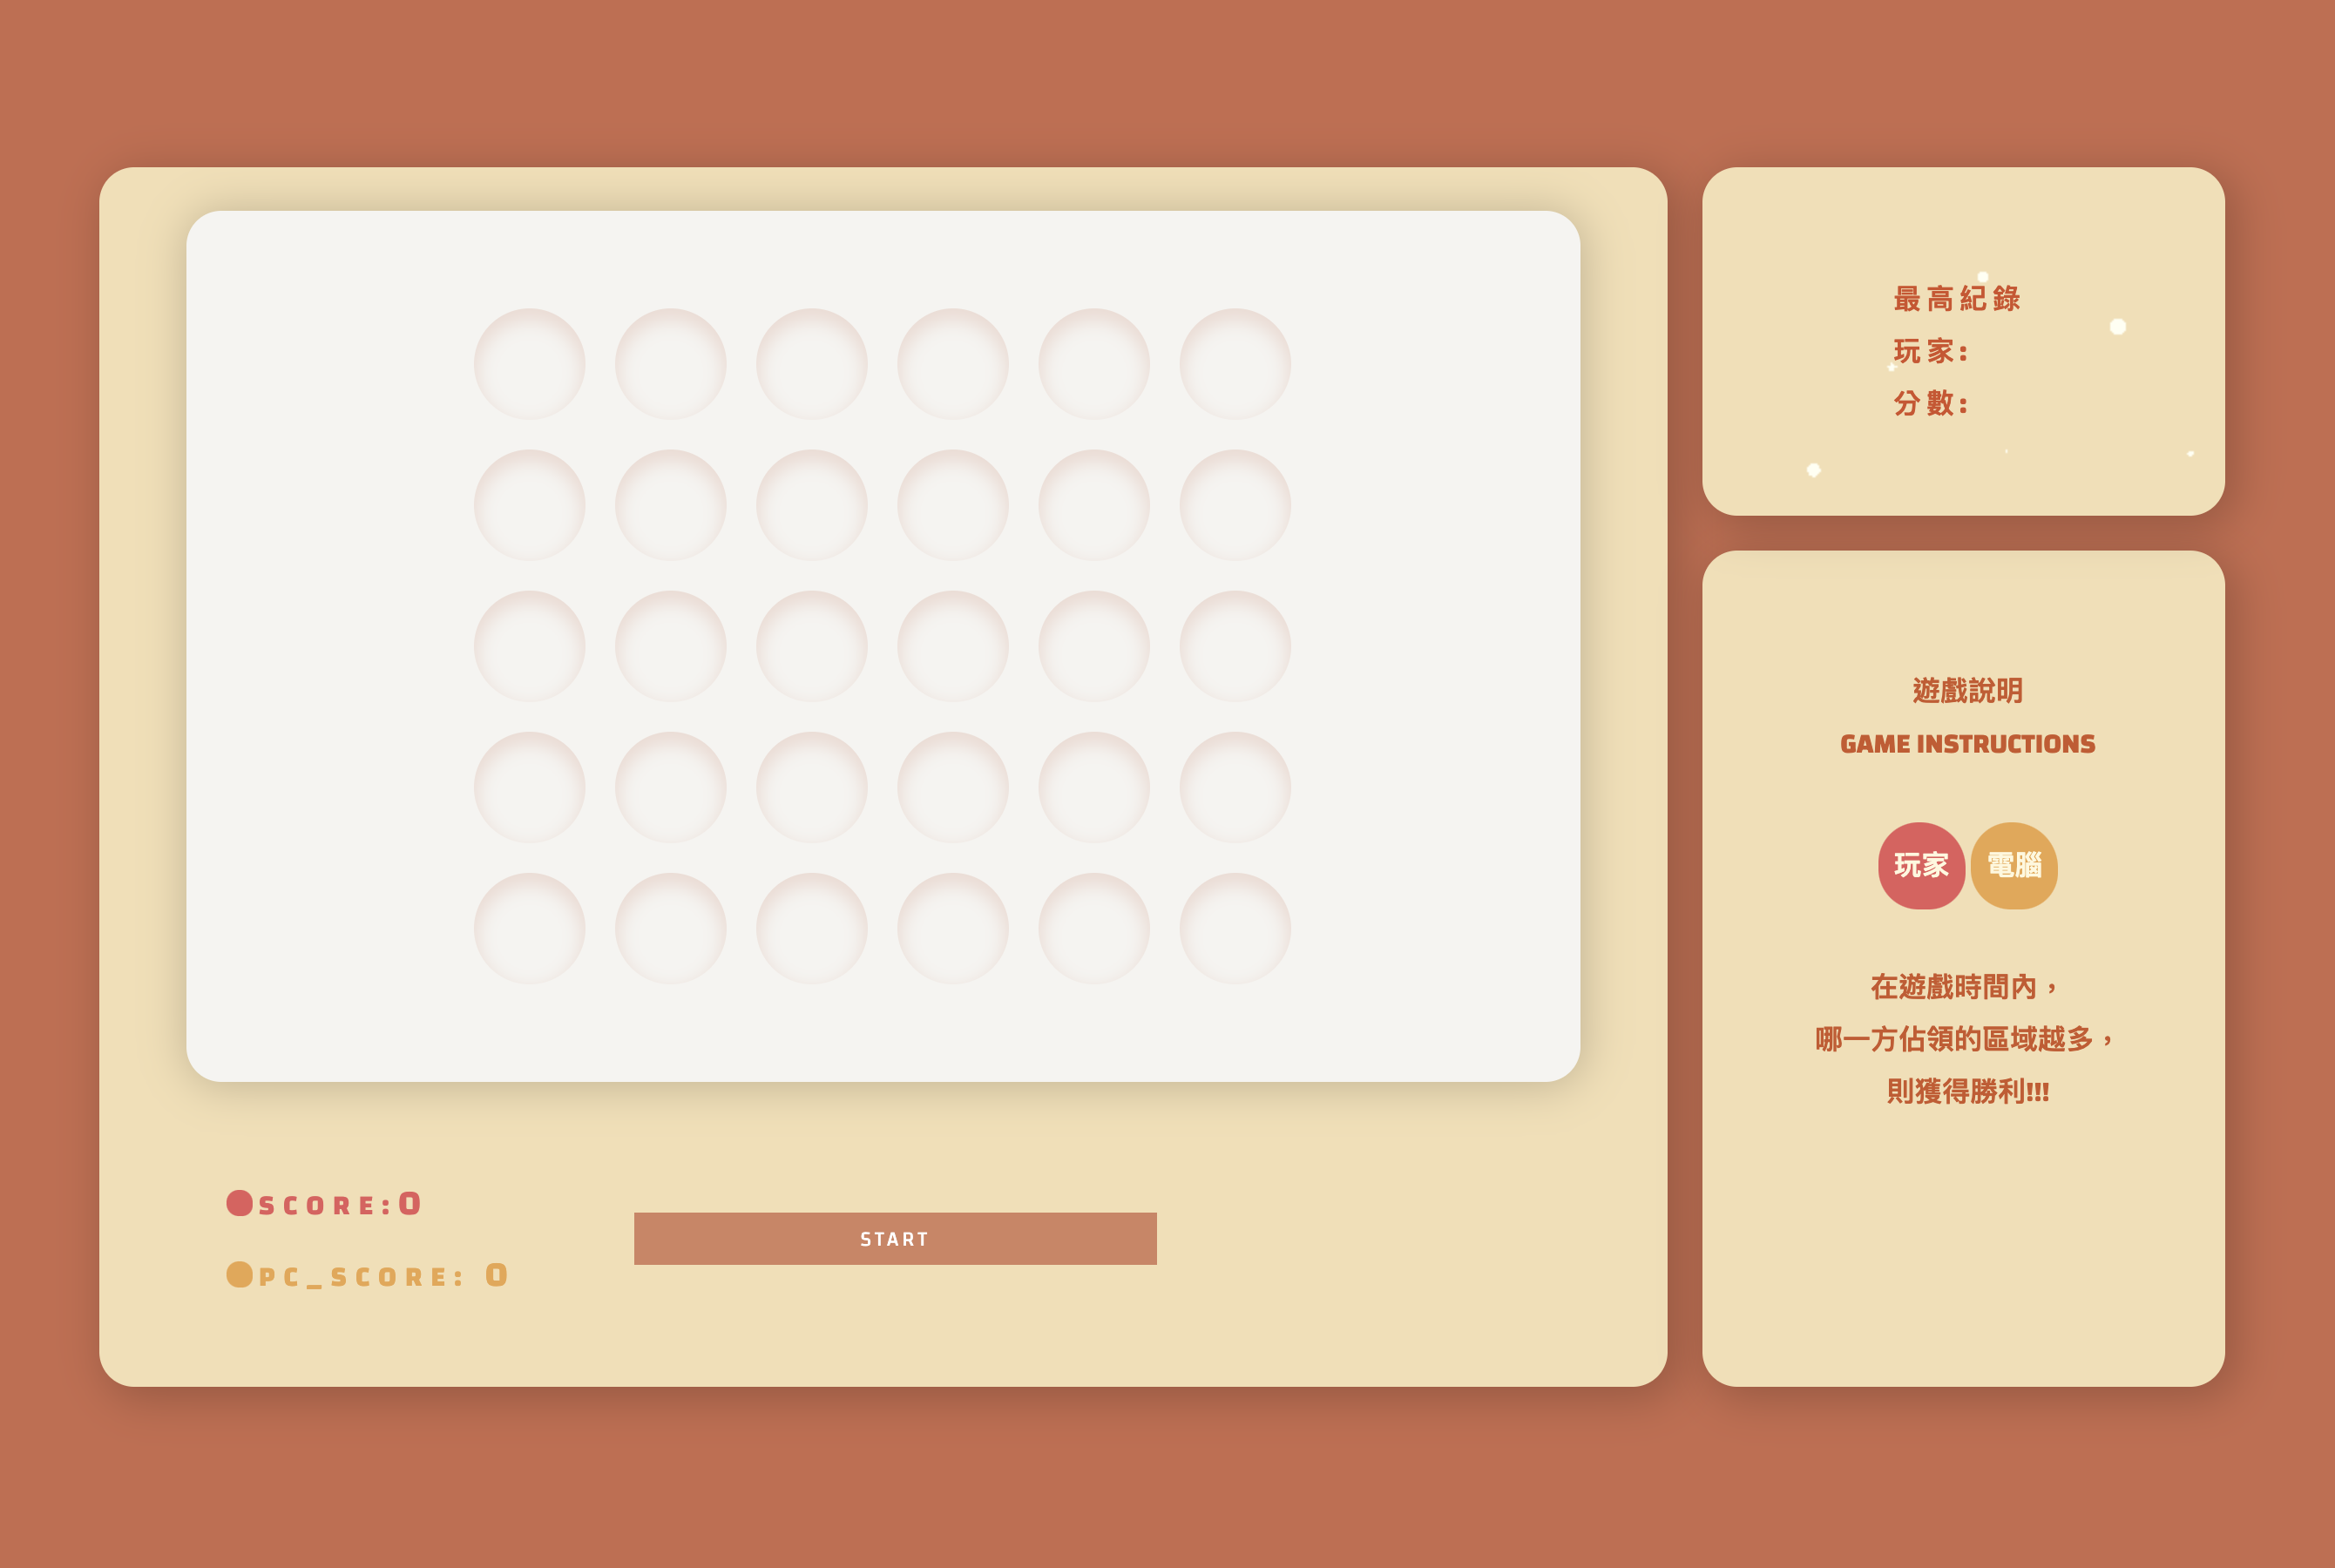 SCORE:0
PC_SCORE: 0
START
最高紀錄
玩家:
分數:
遊戲說明
GAME INSTRUCTIONS
玩家 電腦
在遊戲時間內，
哪一方佔領的區域越多，
則獲得勝利!!!